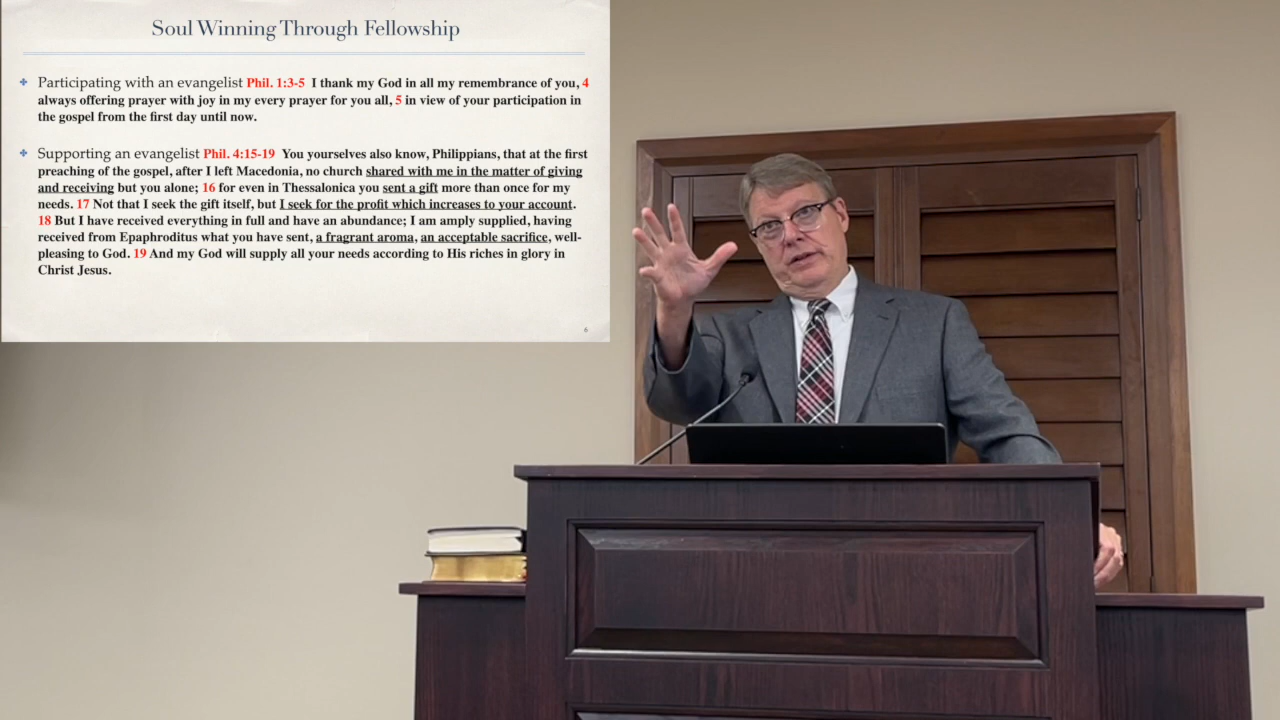 Soul Winning Through Fellowship
Participating with an evangelist Phil. 1:3-5 I thank my God in all my remembrance of you, 4
always offering prayer with joy in my every prayer for you all, 5 in view of your participation in
the gospel from the first day until now.
Supporting an evangelist Phil. 4:15-19 You yourselves also know, Philippians, that at the first
preaching of the gospel, after I left Macedonia, no church shared with me in the matter of giving
and receiving but you alone; 16 for even in Thessalonica you sent a gift more than once for my
needs. 17 Not that I seek the gift itself, but I seek for the profit which increases to your account.
18 But I have received everything in full and have an abundance; I am amply supplied, having
received from Epaphroditus what you have sent, a fragrant aroma, an acceptable sacrifice, well-
pleasing to God. 19 And my God will supply all your needs according to His riches in glory in
Christ Jesus.
6